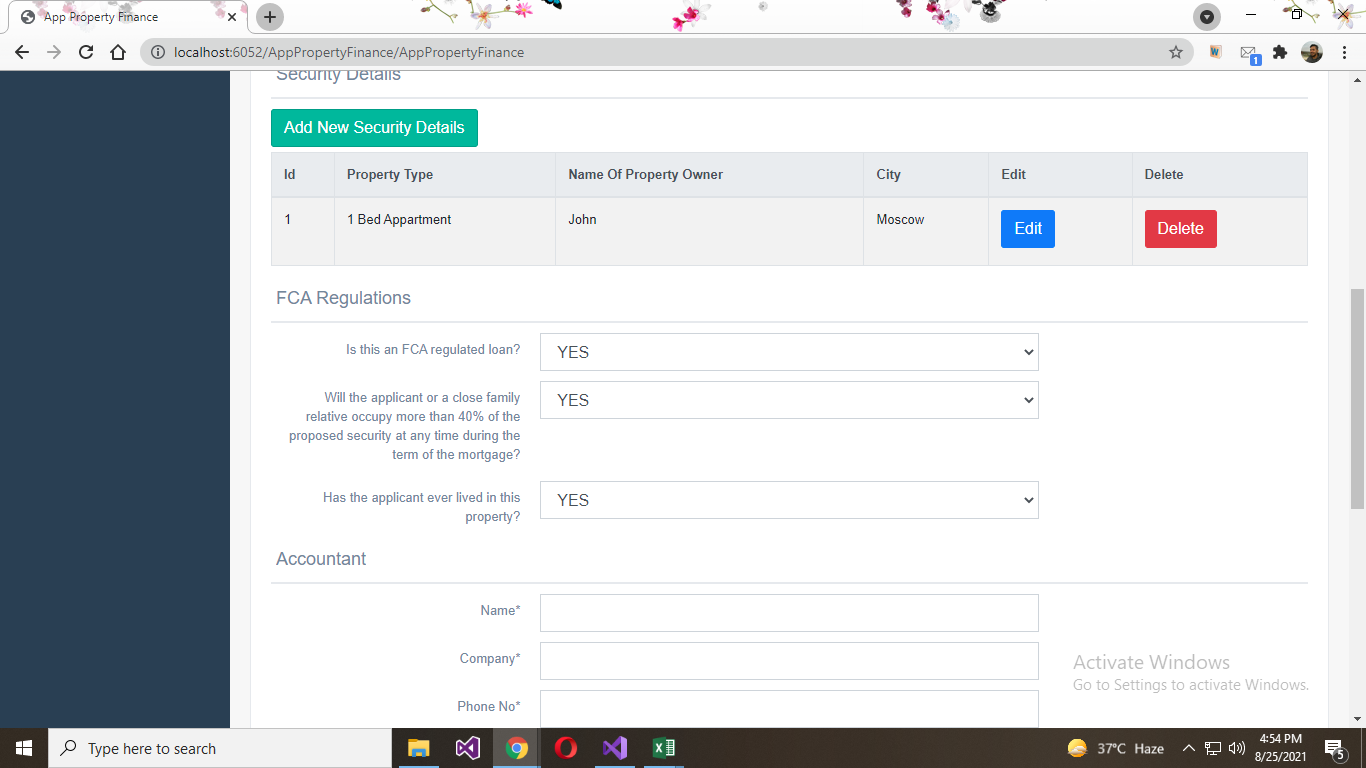 App Property Finance
localhost:6052/AppPropertyFinance/AppPropertyFinance
1
Security Details
Add New Security Details
Id Property Type Name Of Property Owner City Edit Delete
1 1 Bed Appartment John Moscow Edit Delete
FCA Regulations
Is this an FCA regulated loan? YES
Will the applicant or a close family YES
relative occupy more than 40% of the
proposed security at any time during the
term of the mortgage?
Has the applicant ever lived in this YES
property?
Accountant
Name*
Company*
Phone No*
Activate Windows
Go to Settings to activate Windows.
Type here to search
37°C Haze
4:54 PM
8/25/2021
5